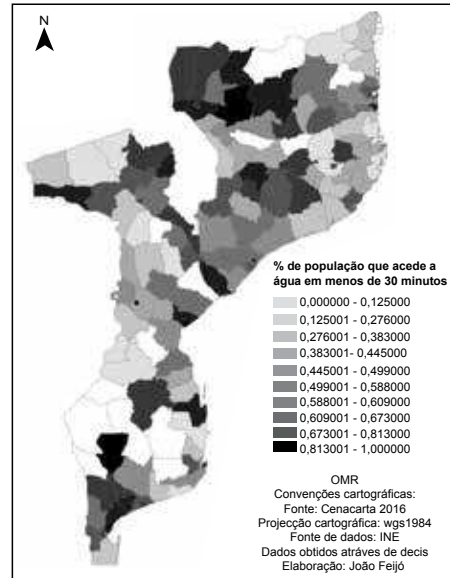 N
% de população que acede a
água em menos de 30 minutos
0,000000 - 0,125000
0,125001 - 0,276000
0,276001 - 0,383000
0,383001- 0,445000
0,445001 - 0,499000
0,499001 - 0,588000
0,588001 - 0,609000
0,609001 - 0,673000
0,673001 - 0,813000
0,813001 - 1,000000
OMR
Convenções cartográficas:
Fonte: Cenacarta 2016
Projecção cartográfica: wgs1984
Fonte de dados: INE
Dados obtidos atráves de decis
Elaboração: João Feijó